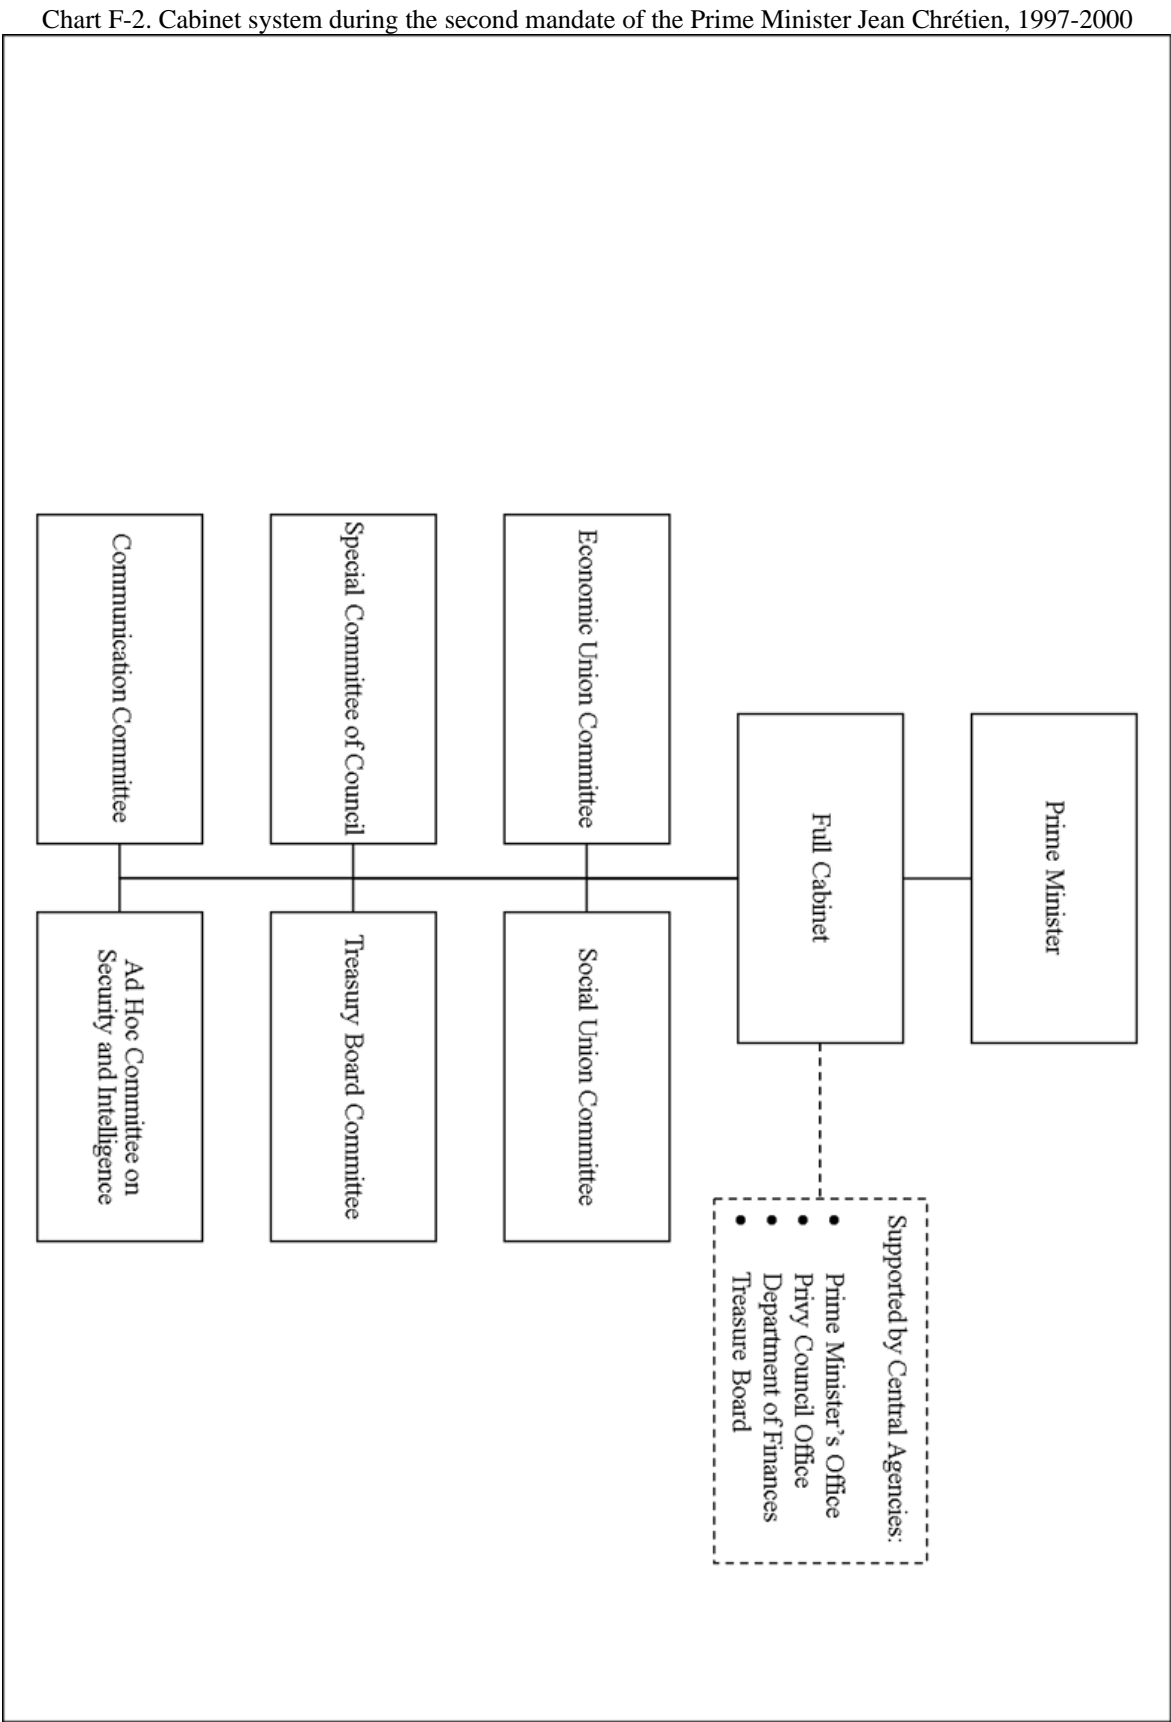 Chart F-2. Cabinet system during the second mandate of the Prime Minister Jean Chrétien, 1997-2000
Prime Minister
Full Cabinet
Supported by Central Agencies:
• Prime Minister’s Office
• Privy Council Office
• Department of Finances
• Treasure Board
Economic Union Committee
Social Union Committee
Special Committee of Council
Treasury Board Committee
Communication Committee
Ad Hoc Committee on
Security and Intelligence